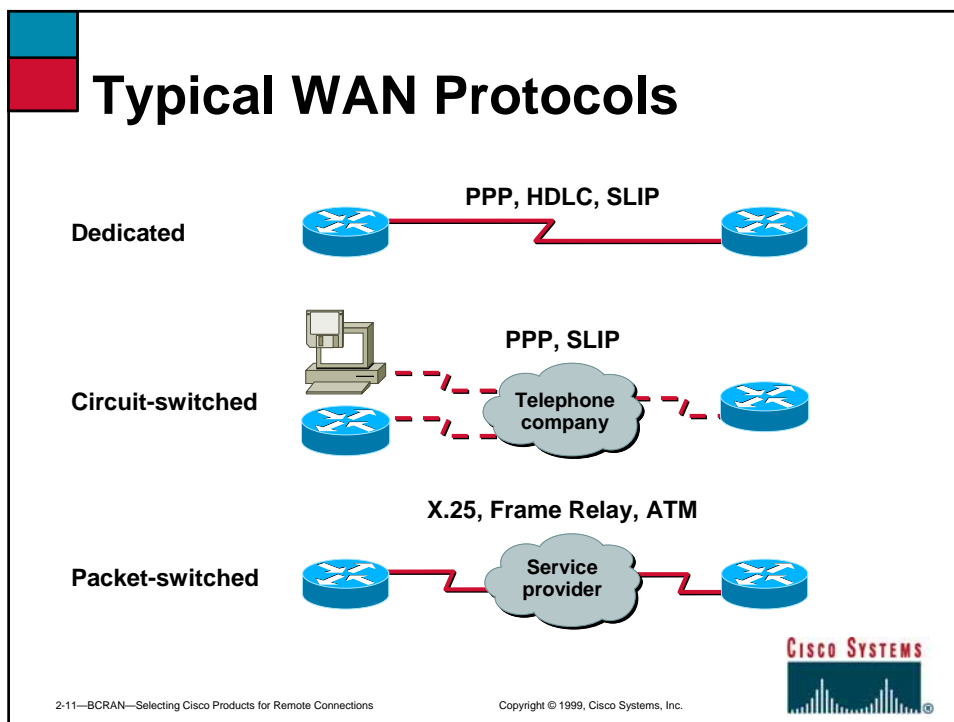 Typical WAN Protocols
PPP, HDLC, SLIP
Dedicated
PPP, SLIP
Circuit-switched
Telephone
company
X.25, Frame Relay, ATM
Packet-switched
Service
provider
CISCO SYSTEMS
®
2-11—BCRAN—Selecting Cisco Products for Remote Connections
Copyright © 1999, Cisco Systems, Inc.